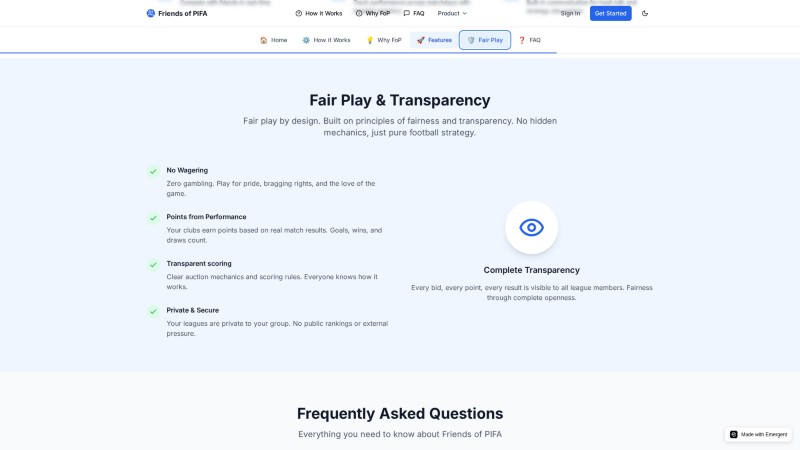 Friends of PIFA
How it Works
Why FoP
FAQ
Product
Sign In
Get Started
🏠 Home
⚙️ How it Works
💡 Why FoP
🚀 Features
🛡️ Fair Play
❓ FAQ
Fair Play & Transparency
Fair play by design. Built on principles of fairness and transparency. No hidden
mechanics, just pure football strategy.
No Wagering
Zero gambling. Play for pride, bragging rights, and the love of the
game.
Points from Performance
Your clubs earn points based on real match results. Goals, wins, and
draws count.
Transparent scoring
Clear auction mechanics and scoring rules. Everyone knows how it
works.
Private & Secure
Your leagues are private to your group. No public rankings or external
pressure.
Complete Transparency
Every bid, every point, every result is visible to all league members. Fairness
through complete openness.
Frequently Asked Questions
Everything you need to know about Friends of PIFA
Made with Emergent